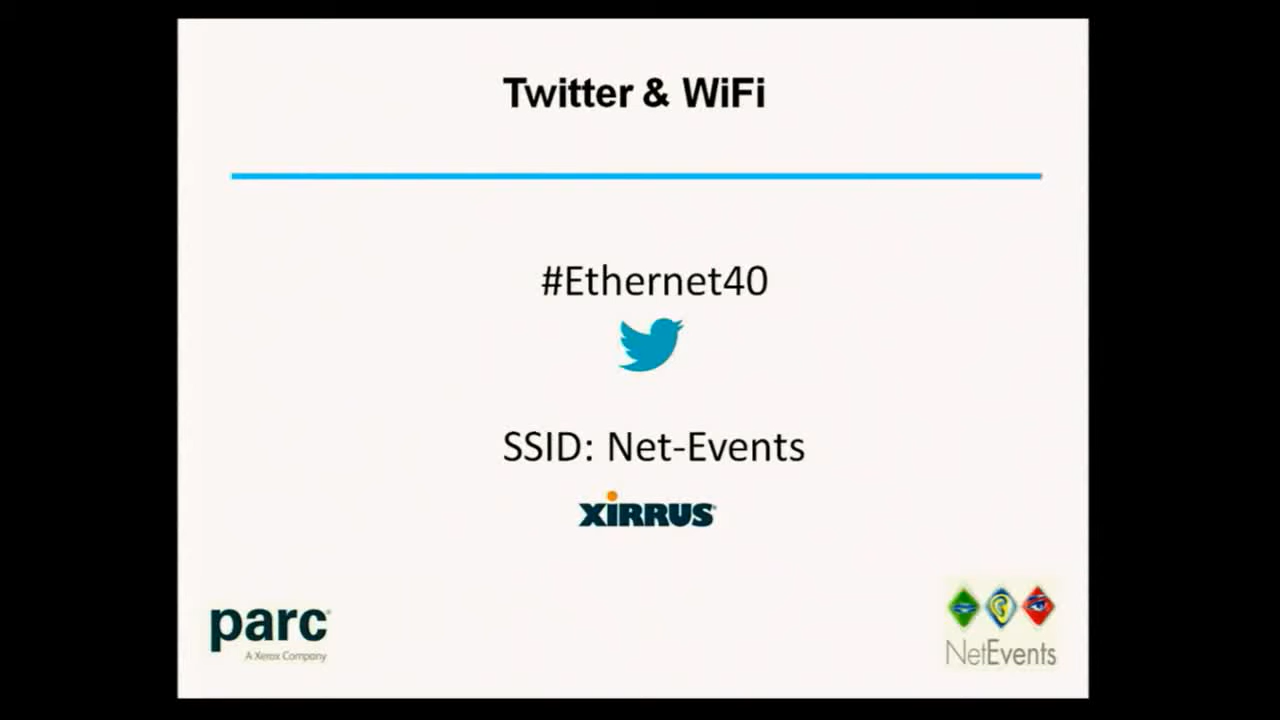 Twitter & WiFi
#Ethernet40
SSID: Net-Events
XiRRUS
parc®
A Xerox Company
NetEvents